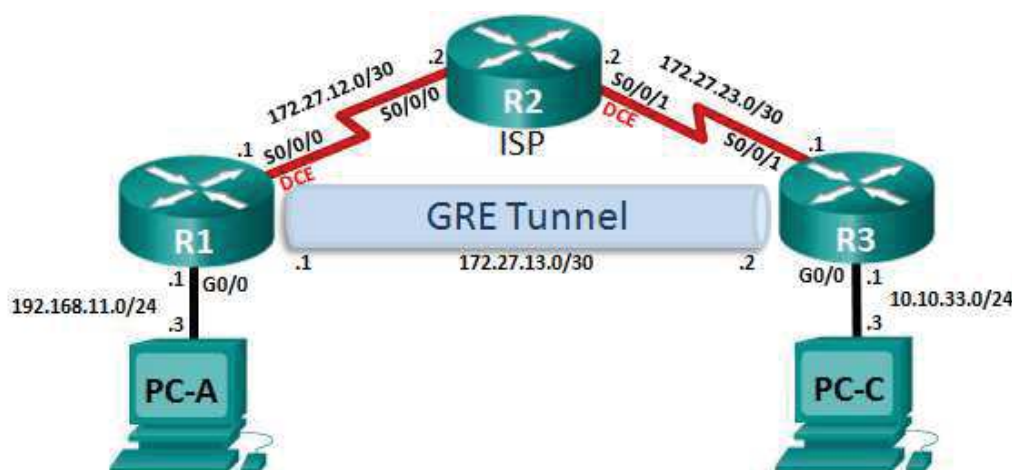 .2
.2
172.27.12.0/30
S0/0/0
R2
ISP
S0/0/1
DCE
172.27.23.0/30
S0/0/1
.1
.1
S0/0/0
DCE
R1
GRE Tunnel
R3
.1
172.27.13.0/30
.2
.1
G0/0
192.168.11.0/24
.3
PC-A
G0/0
.1
10.10.33.0/24
.3
PC-C